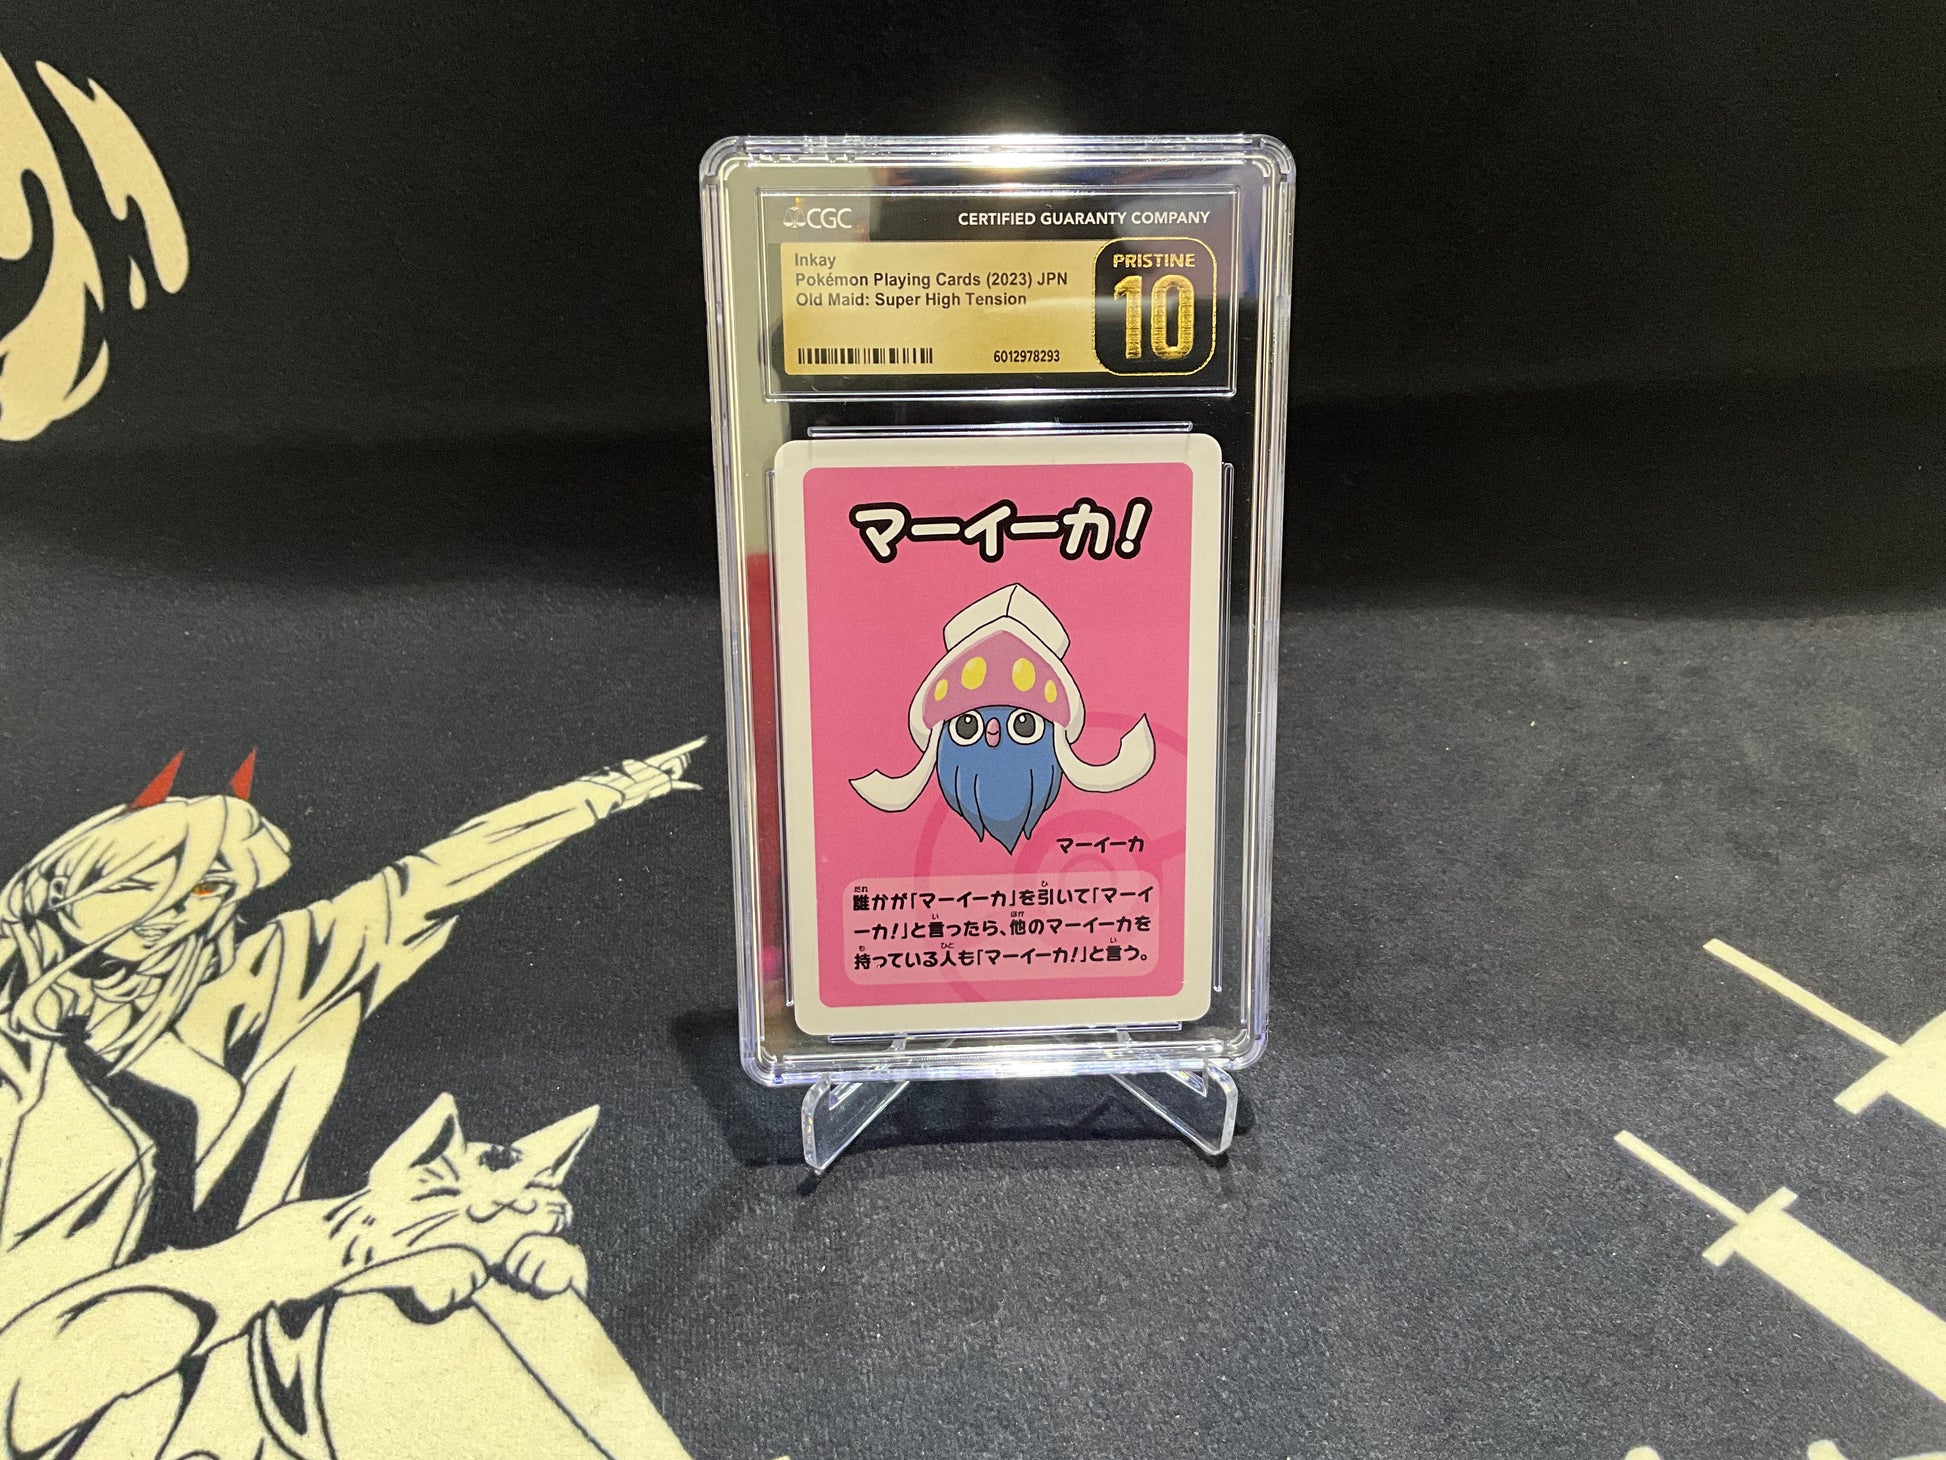 CGC CERTIFIED GUARANTY COMPANY
Inkay
Pokémon Playing Cards (2023) JPN
Old Maid: Super High Tension
6012978293
PRISTINE
10
マーイーカ!
マーイーカ
誰かが「マーイーカ」を引いて「マーイ
ーカ!」と言ったら、他のマーイーカを
持っている人も「マーイーカ!」と言う。